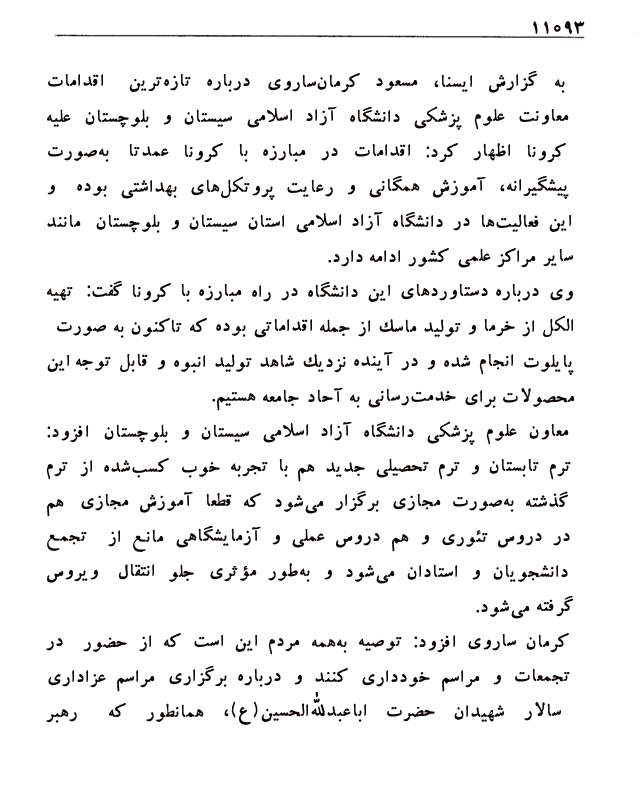 ۱۱۰۹۳
به گزارش ایسنا، مسعود کرمان‌ساروی درباره تازه‌ترین اقدامات
معاونت علوم پزشکی دانشگاه آزاد اسلامی سیستان و بلوچستان علیه
کرونا اظهار کرد: اقدامات در مبارزه با کرونا عمدتا به‌صورت
پیشگیرانه، آموزش همگانی و رعایت پروتکل‌های بهداشتی بوده و
این فعالیت‌ها در دانشگاه آزاد اسلامی استان سیستان و بلوچستان مانند
سایر مراکز علمی کشور ادامه دارد.
وی درباره دستاوردهای این دانشگاه در راه مبارزه با کرونا گفت: تهیه
الکل از خرما و تولید ماسک از جمله اقداماتی بوده که تاکنون به صورت
پایلوت انجام شده و در آینده نزدیک شاهد تولید انبوه و قابل توجه این
محصولات برای خدمت‌رسانی به آحاد جامعه هستیم.
معاون علوم پزشکی دانشگاه آزاد اسلامی سیستان و بلوچستان افزود:
ترم تابستان و ترم تحصیلی جدید هم با تجربه خوب کسب‌شده از ترم
گذشته به‌صورت مجازی برگزار می‌شود که قطعا آموزش مجازی هم
در دروس تئوری و هم دروس عملی و آزمایشگاهی مانع از تجمع
دانشجویان و استادان می‌شود و به‌طور مؤثری جلو انتقال ویروس
گرفته می‌شود.
کرمان ساروی افزود: توصیه به‌همه مردم این است که از حضور در
تجمعات و مراسم خودداری کنند و درباره برگزاری مراسم عزاداری
سالار شهیدان حضرت اباعبدلله‌الحسین(ع)، همانطور که رهبر